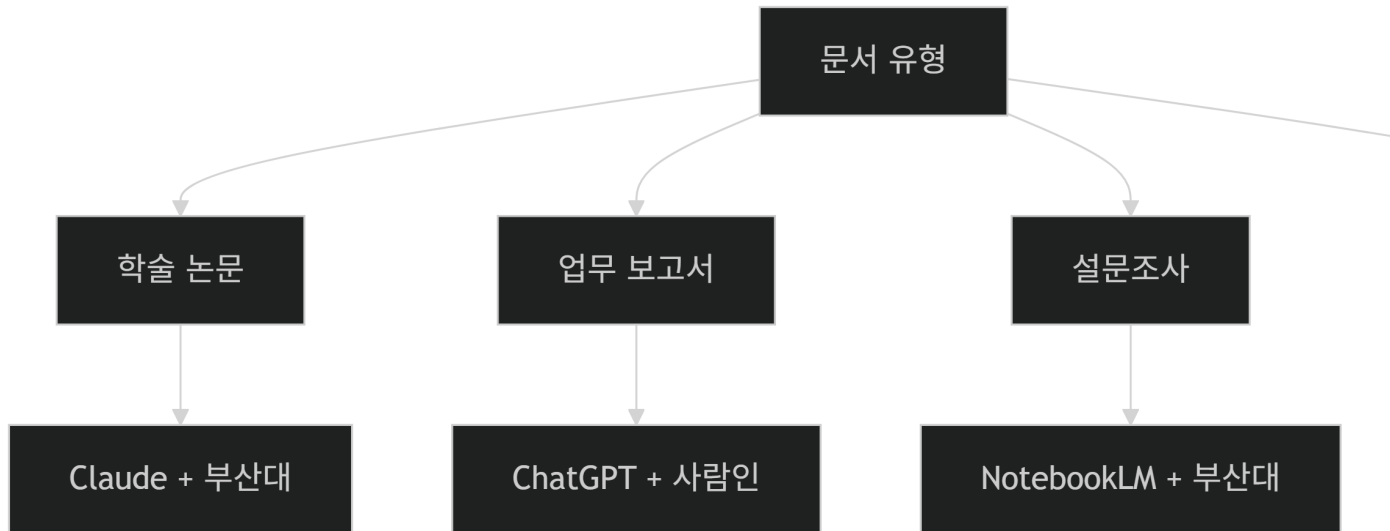 문서 유형
학술 논문
업무 보고서
설문조사
Claude + 부산대
ChatGPT + 사람인
NotebookLM + 부산대